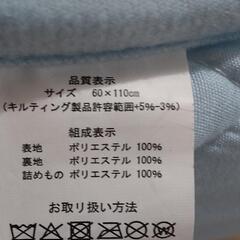 品質表示
サイズ 60×110cm
(キルティング製品許容範囲+5%-3%)
組成表示
表地 ポリエステル 100%
裏地 ポリエステル 100%
詰めもの ポリエステル 100%
お取り扱い方法